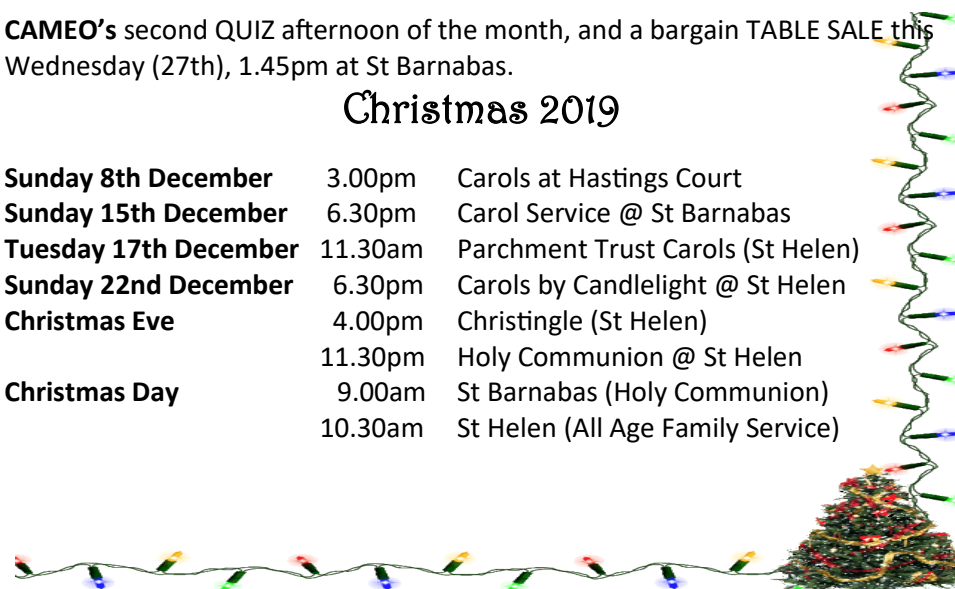 CAMEO's second QUIZ afternoon of the month, and a bargain TABLE SALE this
Wednesday (27th), 1.45pm at St Barnabas.
Christmas 2019
Sunday 8th December 3.00pm Carols at Hastings Court
Sunday 15th December 6.30pm Carol Service @ St Barnabas
Tuesday 17th December 11.30am Parchment Trust Carols (St Helen)
Sunday 22nd December 6.30pm Carols by Candlelight @ St Helen
Christmas Eve 4.00pm Christingle (St Helen)
11.30pm Holy Communion @ St Helen
Christmas Day 9.00am St Barnabas (Holy Communion)
10.30am St Helen (All Age Family Service)